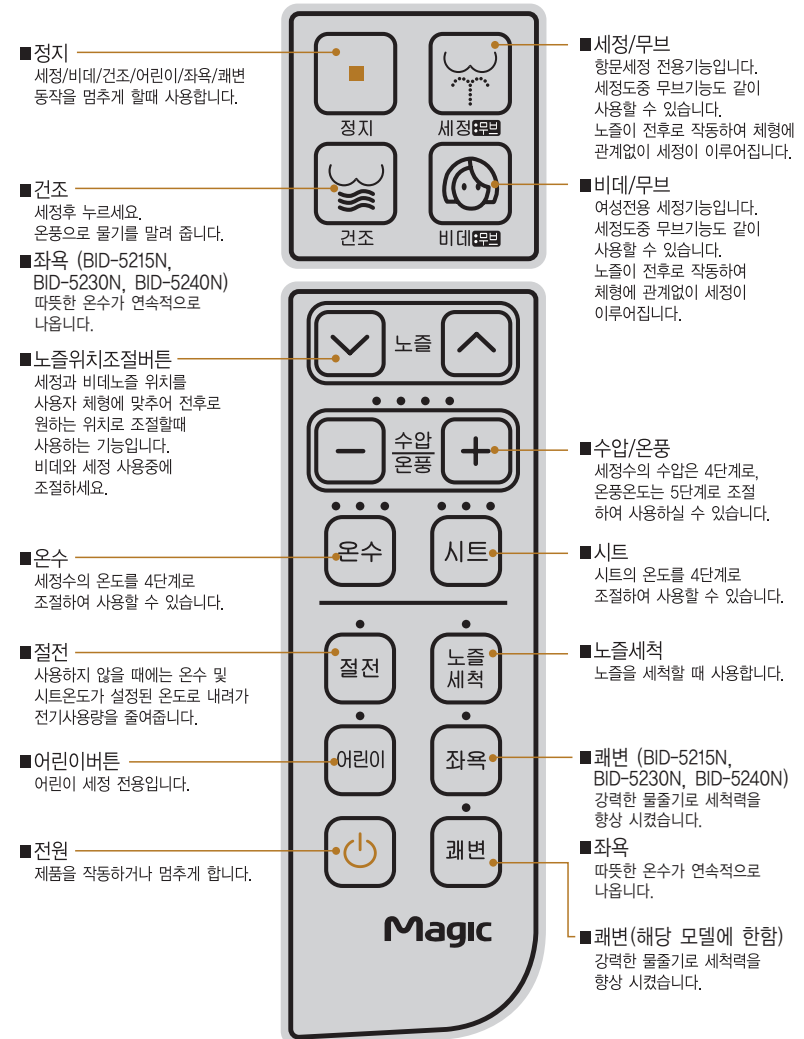 ■정지
세정/비데/건조/어린이/좌욕/쾌변
동작을 멈추게 할때 사용합니다.
■건조
세정후 누르세요.
온풍으로 물기를 말려 줍니다.
■좌욕 (BID-5215N,
BID-5230N, BID-5240N)
따뜻한 온수가 연속적으로
나옵니다.
■노즐위치조절버튼
세정과 비데노즐 위치를
사용자 체형에 맞추어 전후로
원하는 위치로 조절할때
사용하는 기능입니다.
비데와 세정 사용중에
조절하세요.
■온수
세정수의 온도를 4단계로
조절하여 사용할 수 있습니다.
■절전
사용하지 않을 때에는 온수 및
시트온도가 설정된 온도로 내려가
전기사용량을 줄여줍니다.
■어린이버튼
어린이 세정 전용입니다.
■전원
제품을 작동하거나 멈추게 합니다.
정지
세정 무브
건조
비데 무브
노즐
수압
온풍
온수
시트
절전
노즐
세척
어린이
좌욕
쾌변
Magic
■세정/무브
항문세정 전용기능입니다.
세정도중 무브기능도 같이
사용할 수 있습니다.
노즐이 전후로 작동하여 체형에
관계없이 세정이 이루어집니다.
■비데/무브
여성전용 세정기능입니다.
세정도중 무브기능도 같이
사용할 수 있습니다.
노즐이 전후로 작동하여
체형에 관계없이 세정이
이루어집니다.
■수압/온풍
세정수의 수압은 4단계로,
온풍온도는 5단계로 조절
하여 사용하실 수 있습니다.
■시트
시트의 온도를 4단계로
조절하여 사용할 수 있습니다.
■노즐세척
노즐을 세척할 때 사용합니다.
■쾌변 (BID-5215N,
BID-5230N, BID-5240N)
강력한 물줄기로 세척력을
향상 시켰습니다.
■좌욕
따뜻한 온수가 연속적으로
나옵니다.
■쾌변(해당 모델에 한함)
강력한 물줄기로 세척력을
향상 시켰습니다.